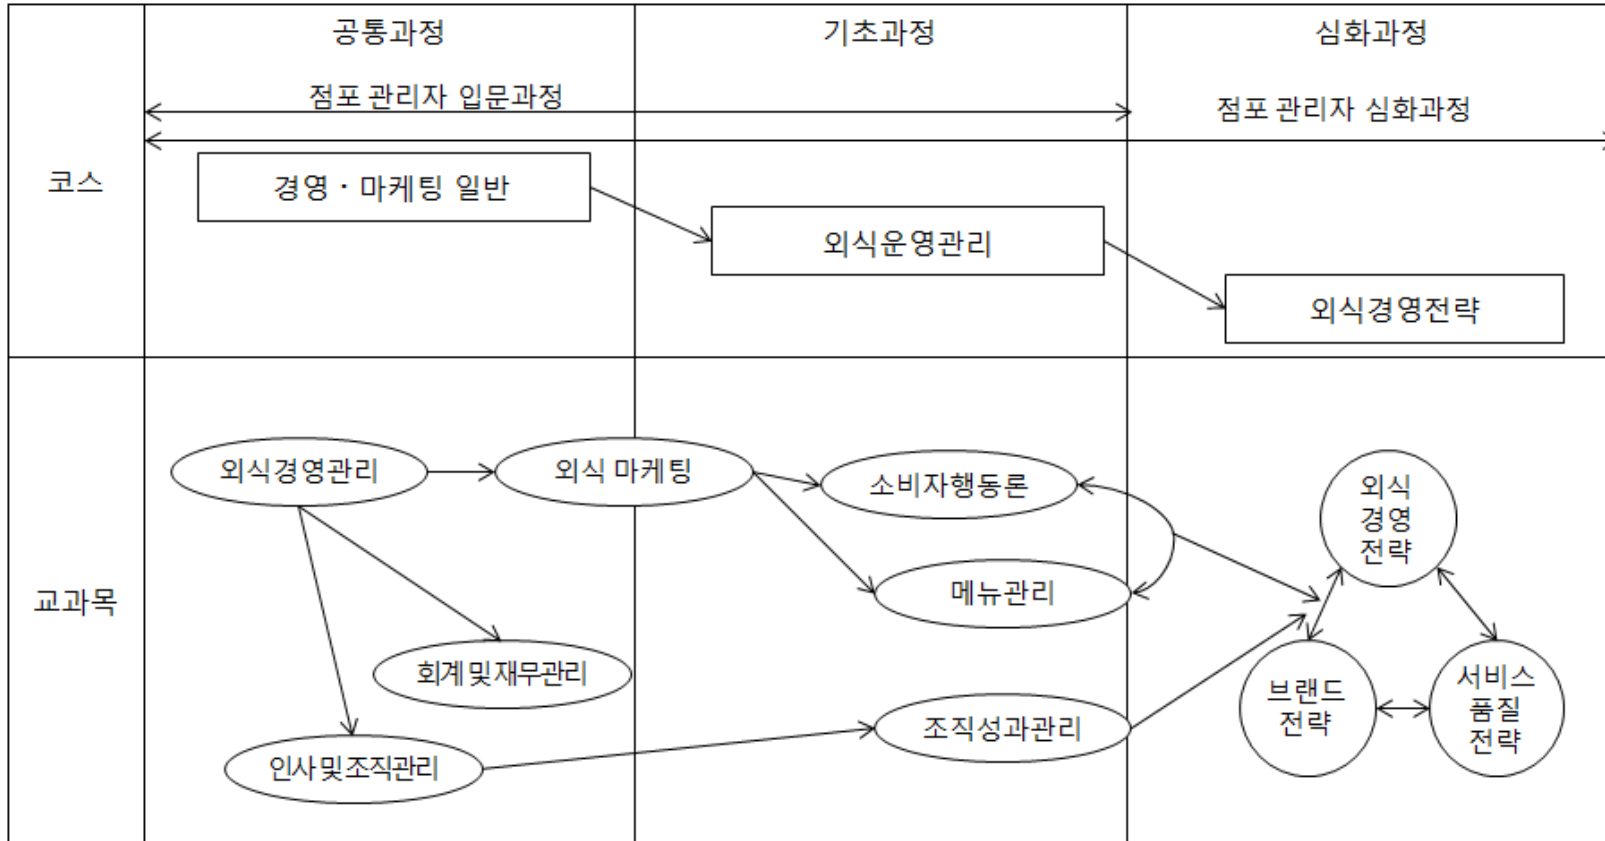 공통과정
기초과정
심화과정
점포 관리자 입문과정
점포 관리자 심화과정
코스
경영 · 마케팅 일반
외식운영관리
외식경영전략
교과목
외식경영관리
외식 마케팅
소비자행동론
외식
경영
전략
메뉴관리
회계 및 재무관리
브랜드
전략
서비스
품질
전략
조직성과관리
인사 및 조직관리